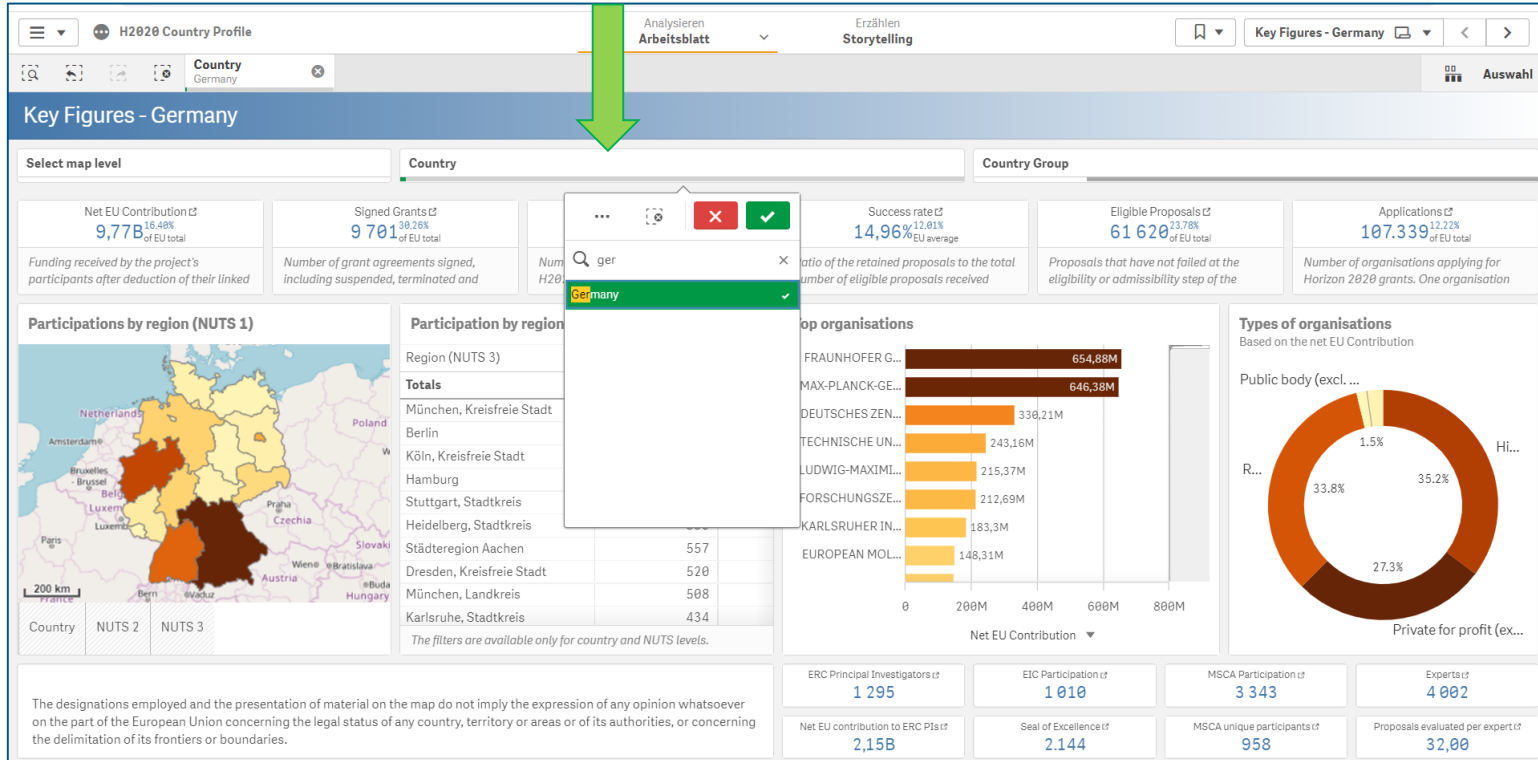 H2020 Country Profile
Analysieren
Arbeitsblatt
Erzählen
Storytelling
Key Figures - Germany
Country
Germany
Auswahl
Key Figures - Germany
Select map level
Country
Country Group
Net EU Contribution
9,77B 16,40% of EU total
Funding received by the project's
participants after deduction of their linked
Signed Grants
9 701 30,26% of EU total
Number of grant agreements signed,
including suspended, terminated and
Success rate
14,96% 12,01% EU average
ratio of the retained proposals to the total
number of eligible proposals received
Eligible Proposals
61 620 23,78% of EU total
Proposals that have not failed at the
eligibility or admissibility step of the
Applications
107.339 12,22% of EU total
Number of organisations applying for
Horizon 2020 grants. One organisation
ger
Germany
Participations by region (NUTS 1)
Netherlands
Amsterdam
Bruxelles
- Brussel
Belg
Luxem
Luxemb
Paris
France
Poland
Praha
Czechia
Slovaki
Wien
Bratislava
Austria
Buda
Hungary
Bern
Vaduz
200 km
Country
NUTS 2
NUTS 3
Participation by region
Region (NUTS 3)
Totals
München, Kreisfreie Stadt
Berlin
Köln, Kreisfreie Stadt
Hamburg
Stuttgart, Stadtkreis
Heidelberg, Stadtkreis
Städteregion Aachen 557
Dresden, Kreisfreie Stadt 520
München, Landkreis 508
Karlsruhe, Stadtkreis 434
The filters are available only for country and NUTS levels.
Top organisations
FRAUNHOFER G... 654,88M
MAX-PLANCK-GE... 646,38M
DEUTSCHES ZEN... 330,21M
TECHNISCHE UN... 243,16M
LUDWIG-MAXIMI... 215,37M
FORSCHUNGSZE... 212,69M
KARLSRUHER IN... 183,3M
EUROPEAN MOL... 148,31M
0 200M 400M 600M 800M
Net EU Contribution
Types of organisations
Based on the net EU Contribution
Public body (excl. ...
1.5%
Hi...
35.2%
R...
33.8%
27.3%
Private for profit (ex...
The designations employed and the presentation of material on the map do not imply the expression of any opinion whatsoever
on the part of the European Union concerning the legal status of any country, territory or areas or of its authorities, or concerning
the delimitation of its frontiers or boundaries.
ERC Principal Investigators
1 295
EIC Participation
1 010
MSCA Participation
3 343
Experts
4 002
Net EU contribution to ERC PIs
2,15B
Seal of Excellence
2.144
MSCA unique participants
958
Proposals evaluated per expert
32,00